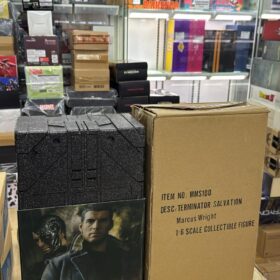 ITEM NO. MMS100
DESC: TERMINATOR SALVATION
Marcus Wright
1:6 SCALE COLLECTIBLE FIGURE